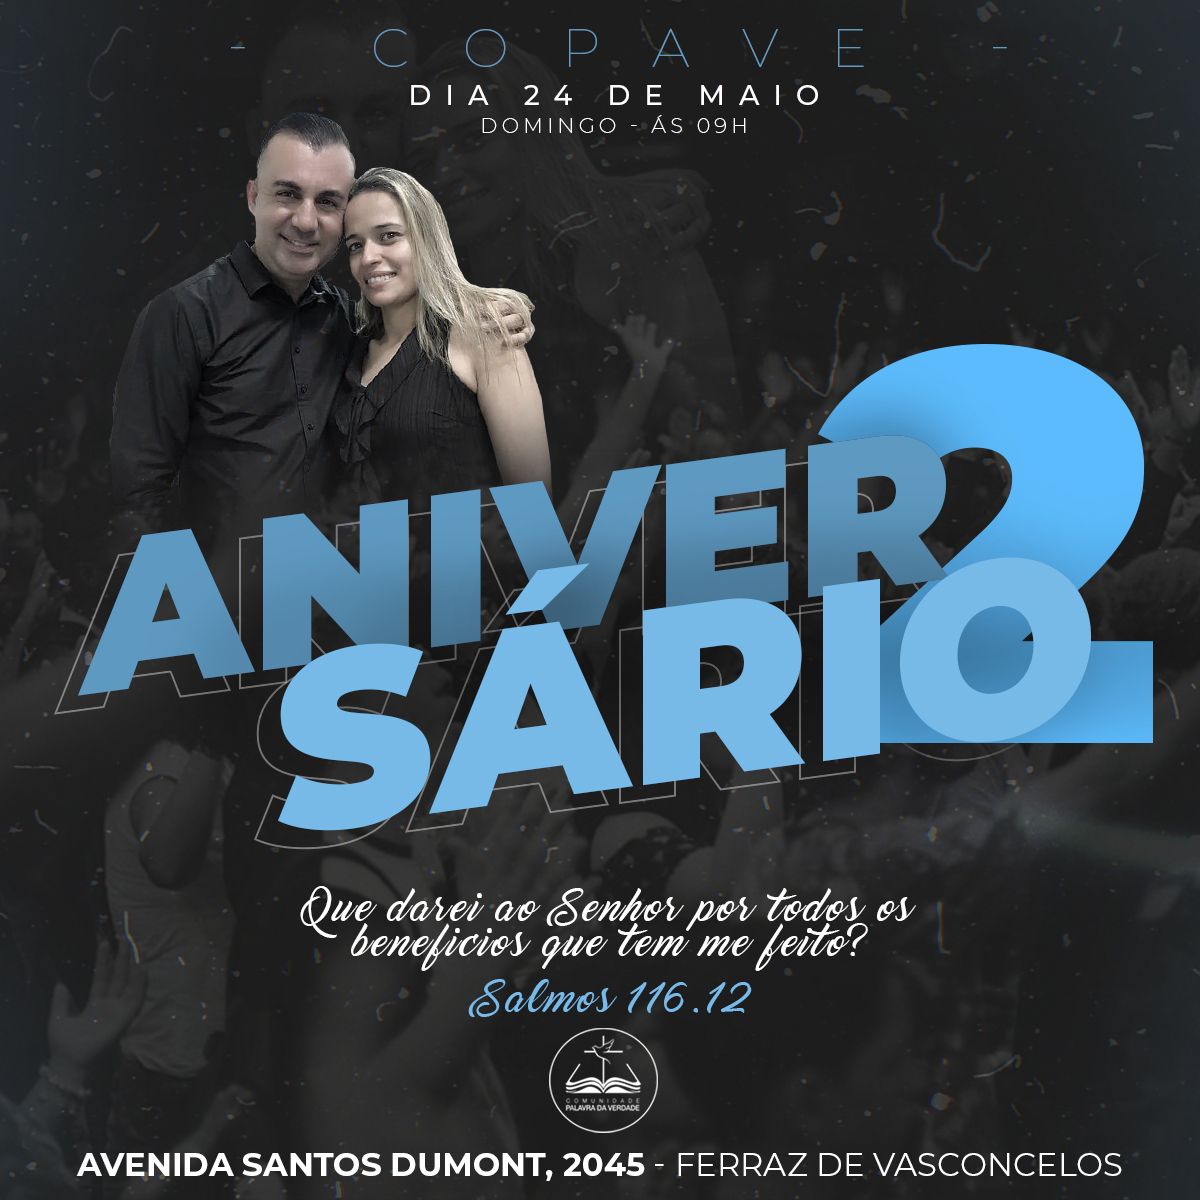 - COPAVE -
DIA 24 DE MAIO
DOMINGO - ÁS 09H
ANIVER 2
SÁRIO
Que darei ao Senhor por todos os
beneficios que tem me feito?
Salmos 116.12
COMUNIDADE
PALAVRA DA VERDADE
AVENIDA SANTOS DUMONT, 2045 - FERRAZ DE VASCONCELOS